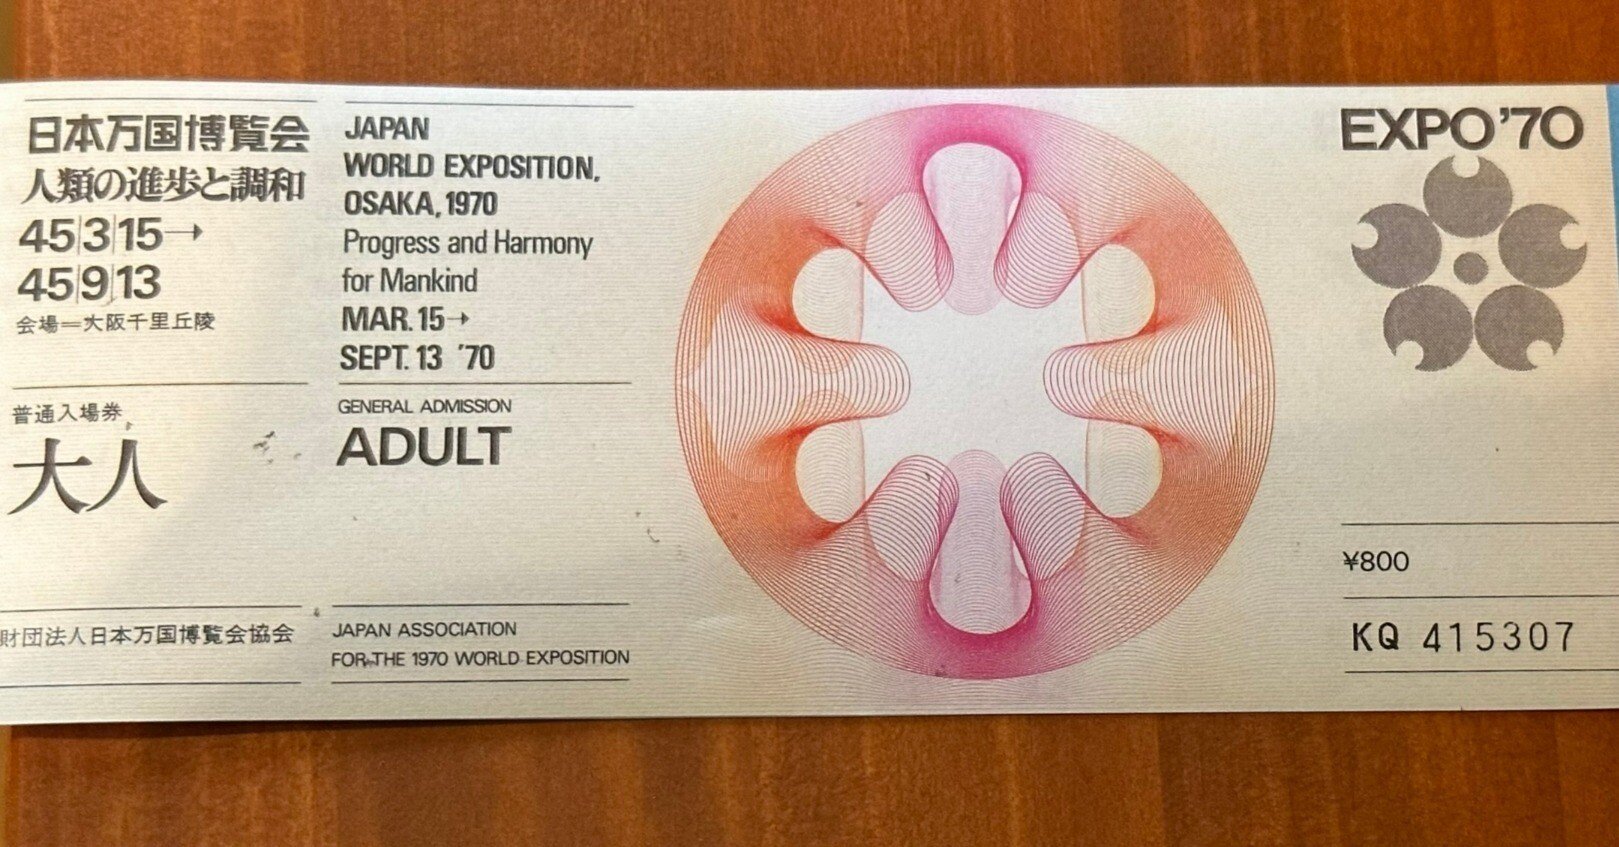 日本万国博覧会
人類の進歩と調和
45|3|15→
45|9|13
会場=大阪千里丘陵
普通入場券
大人
財団法人日本万国博覧会協会
JAPAN
WORLD EXPOSITION,
OSAKA, 1970
Progress and Harmony
for Mankind
MAR. 15→
SEPT. 13 '70
GENERAL ADMISSION
ADULT
JAPAN ASSOCIATION
FOR THE 1970 WORLD EXPOSITION
EXPO'70
¥800
KQ 415307